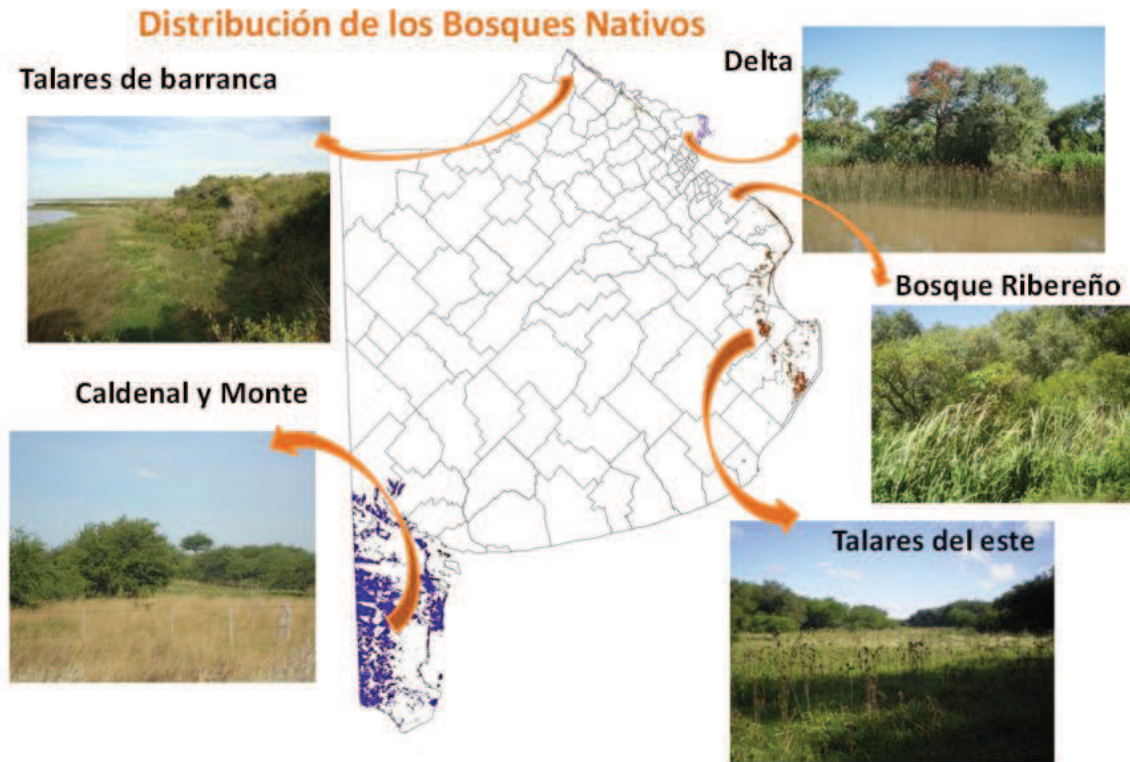 Distribución de los Bosques Nativos
Talares de barranca
Delta
Bosque Ribereño
Caldenal y Monte
Talares del este